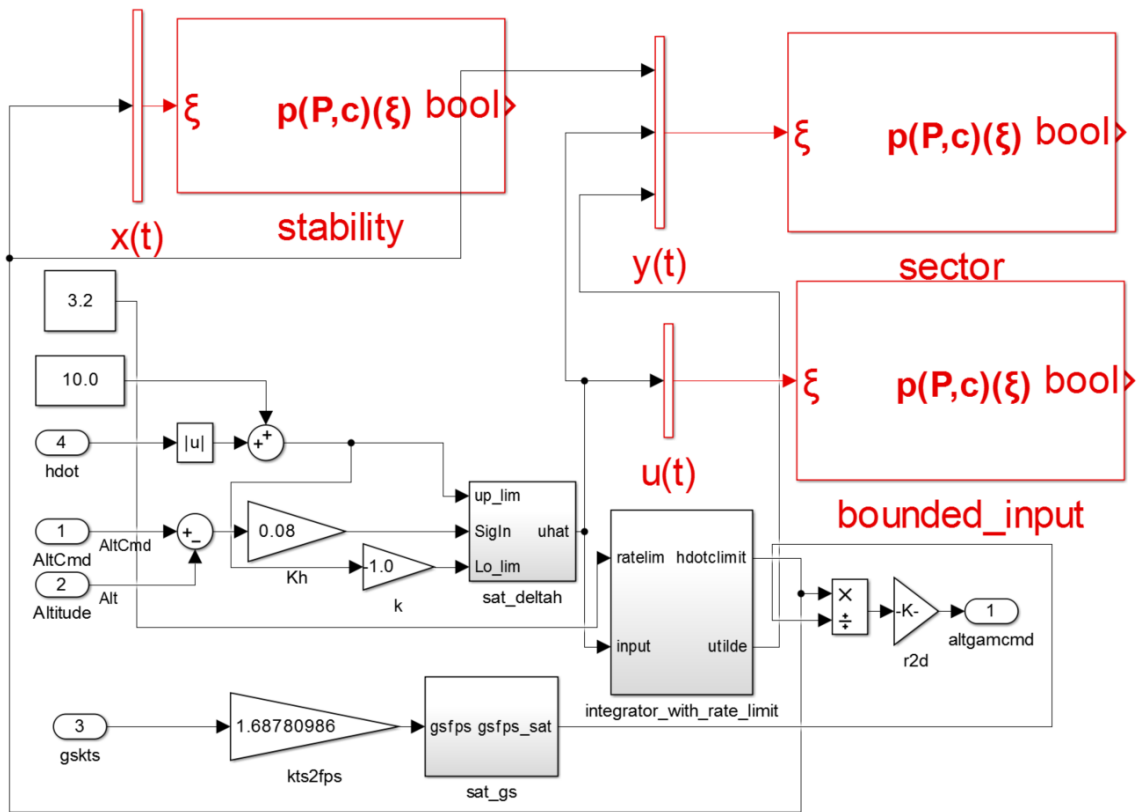 ξ p(P,c)(ξ) bool
stability
x(t)
ξ p(P,c)(ξ) bool
sector
y(t)
ξ p(P,c)(ξ) bool
bounded_input
u(t)
3.2
10.0
4
hdot
|u|
+
+
1
AltCmd
AltCmd
2
Altitude
Alt
+
−
0.08
Kh
-1.0
k
up_lim
SigIn uhat
Lo_lim
sat_deltah
ratelim hdotclimit
input utilde
integrator_with_rate_limit
×
÷
-K-
r2d
1
altgamcmd
3
gskts
1.68780986
kts2fps
gsfps gsfps_sat
sat_gs